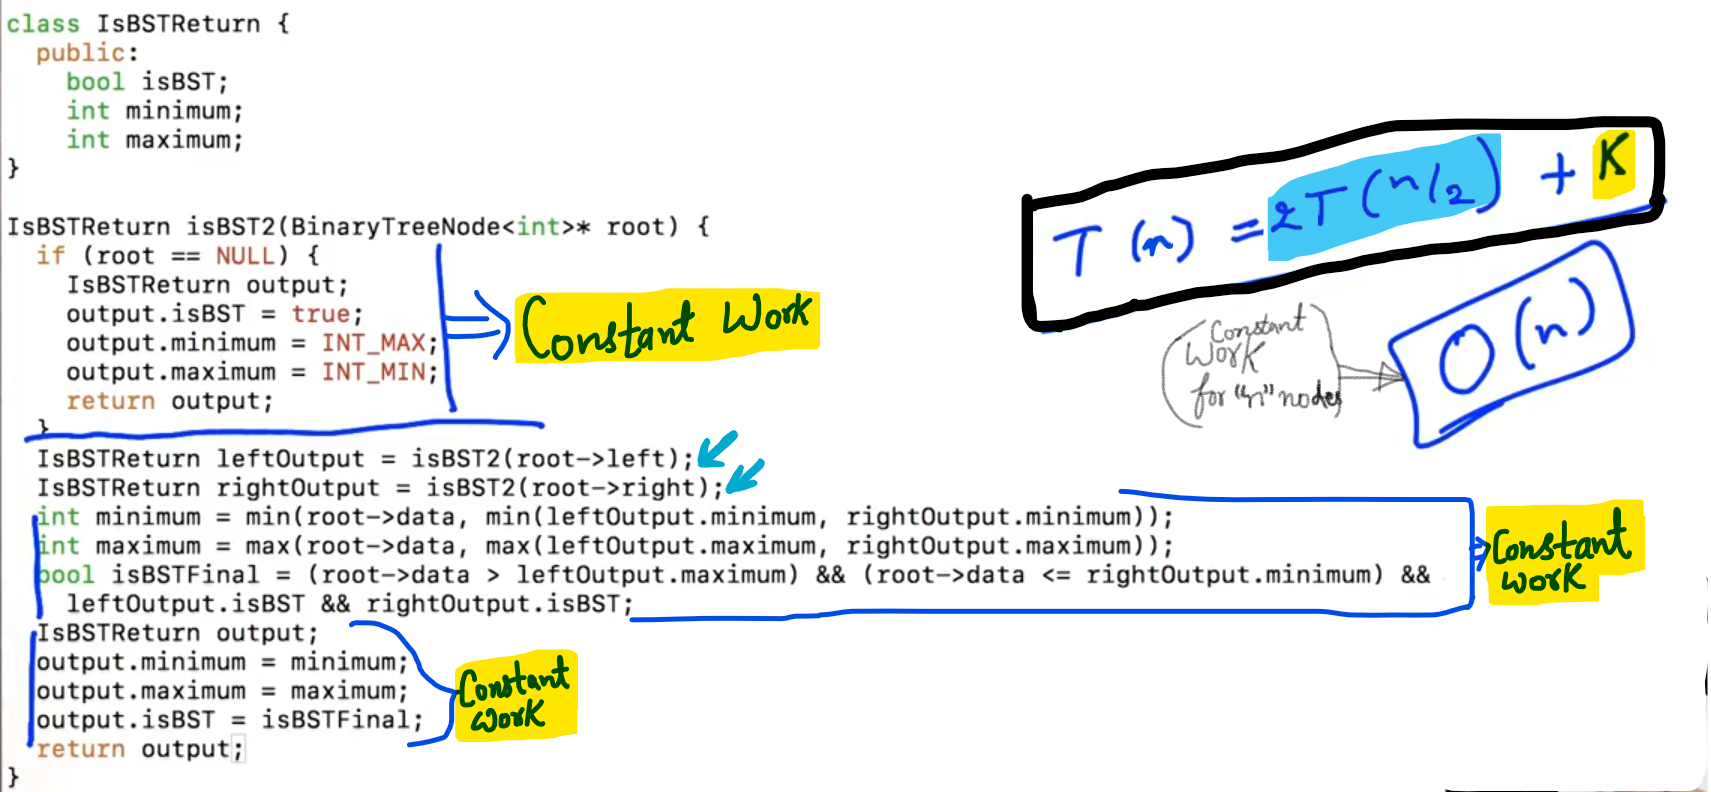 class IsBSTReturn {
public:
bool isBST;
int minimum;
int maximum;
}
T(n) = 2T(n/2) + K
IsBSTReturn isBST2(BinaryTreeNode<int>* root) {
if (root == NULL) {
IsBSTReturn output;
output.isBST = true;
output.minimum = INT_MAX;
output.maximum = INT_MIN;
return output;
}
Constant Work
Constant
Work
for "n" nodes
O(n)
IsBSTReturn leftOutput = isBST2(root->left);
IsBSTReturn rightOutput = isBST2(root->right);
int minimum = min(root->data, min(leftOutput.minimum, rightOutput.minimum));
int maximum = max(root->data, max(leftOutput.maximum, rightOutput.maximum));
bool isBSTFinal = (root->data > leftOutput.maximum) && (root->data <= rightOutput.minimum) &&
leftOutput.isBST && rightOutput.isBST;
Constant
Work
IsBSTReturn output;
output.minimum = minimum;
output.maximum = maximum;
output.isBST = isBSTFinal;
return output;
}
Constant
Work